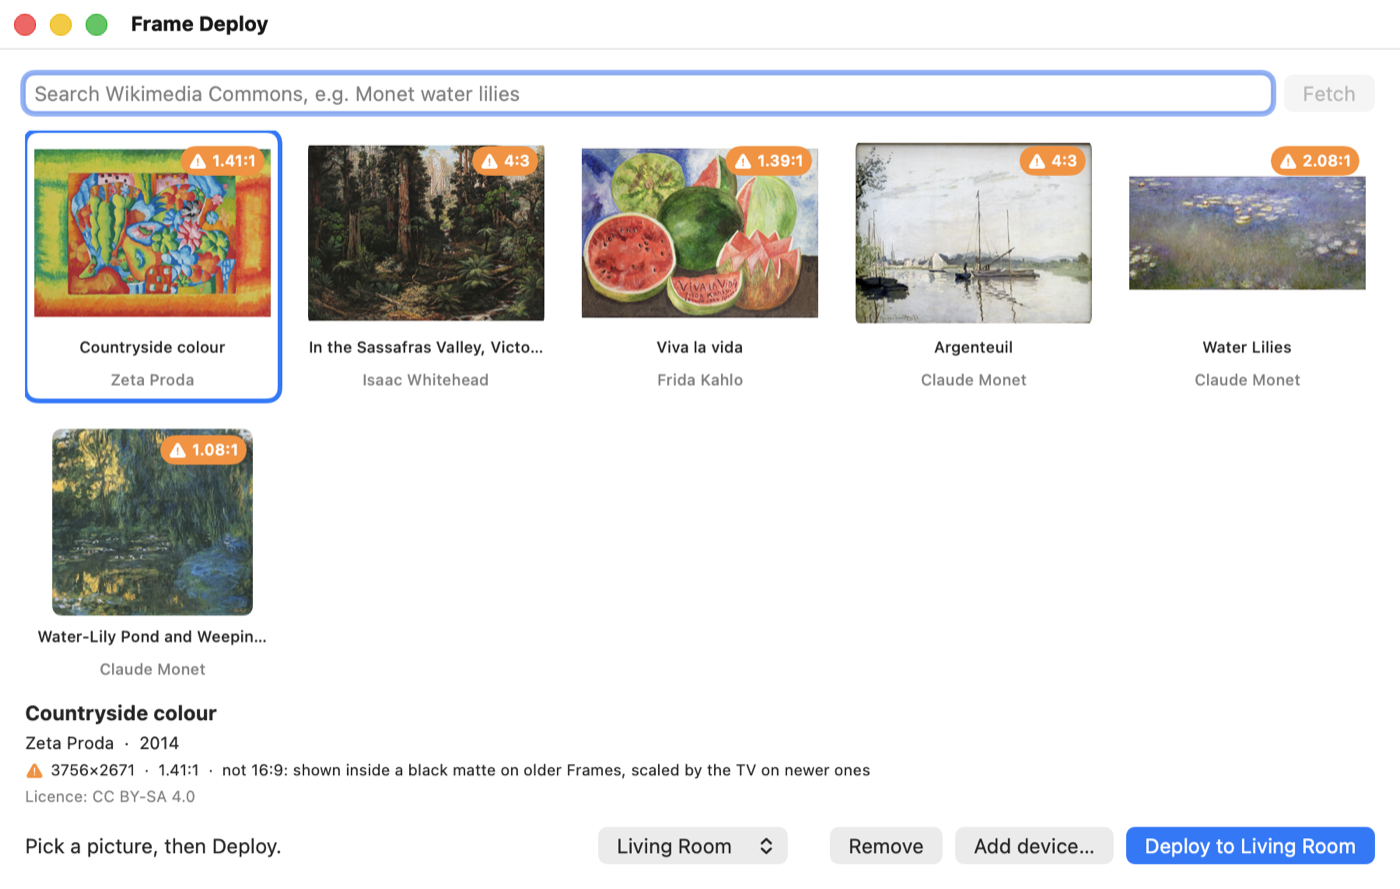 Frame Deploy
Search Wikimedia Commons, e.g. Monet water lilies
Fetch
1.41:1
4:3
1.39:1
4:3
2.08:1
VIVA LA VIDA
Countryside colour
In the Sassafras Valley, Victo...
Viva la vida
Argenteuil
Water Lilies
Zeta Proda
Isaac Whitehead
Frida Kahlo
Claude Monet
Claude Monet
1.08:1
Water-Lily Pond and Weepin...
Claude Monet
Countryside colour
Zeta Proda · 2014
3756×2671 · 1.41:1 · not 16:9: shown inside a black matte on older Frames, scaled by the TV on newer ones
Licence: CC BY-SA 4.0
Pick a picture, then Deploy.
Living Room
Remove
Add device...
Deploy to Living Room